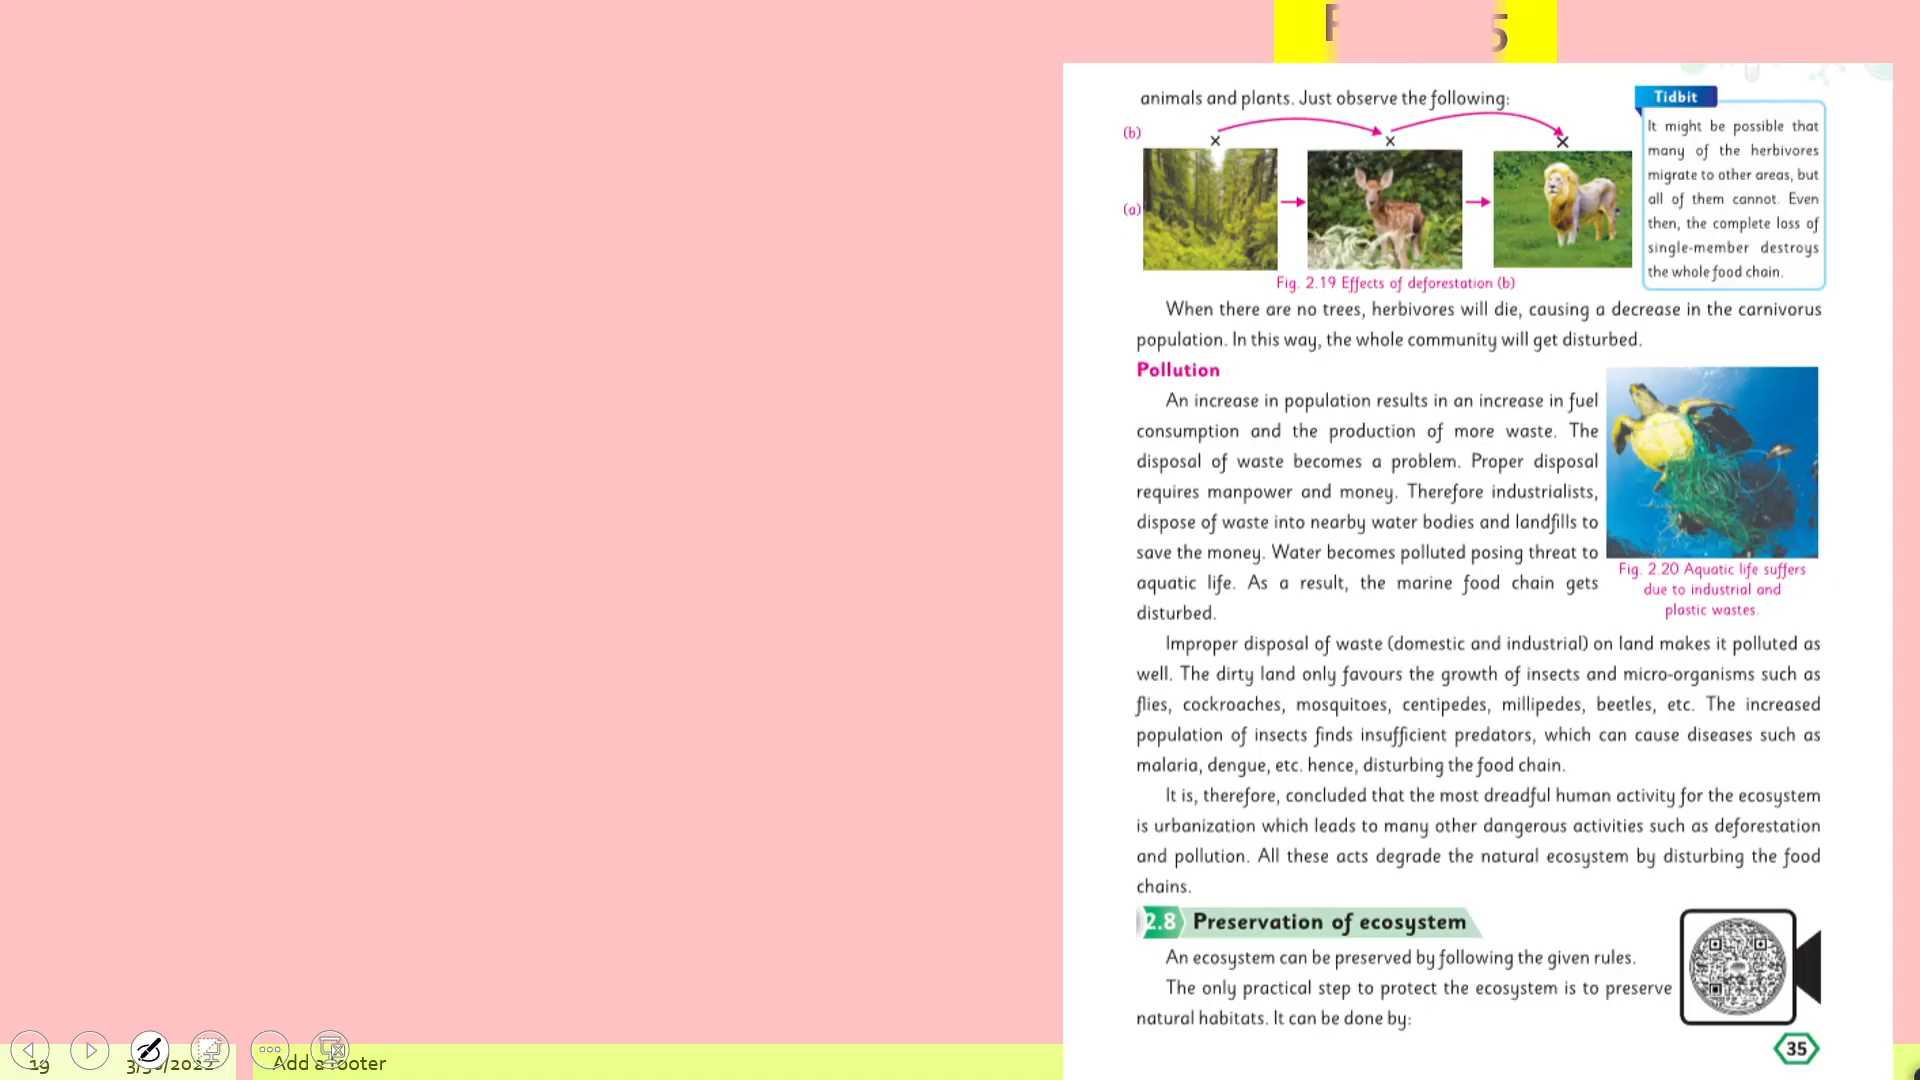 animals and plants. Just observe the following:
(b)
(a)
Fig. 2.19 Effects of deforestation (b)
Tidbit
It might be possible that
many of the herbivores
migrate to other areas, but
all of them cannot. Even
then, the complete loss of
single-member destroys
the whole food chain.
When there are no trees, herbivores will die, causing a decrease in the carnivorus
population. In this way, the whole community will get disturbed.
Pollution
An increase in population results in an increase in fuel
consumption and the production of more waste. The
disposal of waste becomes a problem. Proper disposal
requires manpower and money. Therefore industrialists,
dispose of waste into nearby water bodies and landfills to
save the money. Water becomes polluted posing threat to
aquatic life. As a result, the marine food chain gets
disturbed.
Fig. 2.20 Aquatic life suffers
due to industrial and
plastic wastes.
Improper disposal of waste (domestic and industrial) on land makes it polluted as
well. The dirty land only favours the growth of insects and micro-organisms such as
flies, cockroaches, mosquitoes, centipedes, millipedes, beetles, etc. The increased
population of insects finds insufficient predators, which can cause diseases such as
malaria, dengue, etc. hence, disturbing the food chain.
It is, therefore, concluded that the most dreadful human activity for the ecosystem
is urbanization which leads to many other dangerous activities such as deforestation
and pollution. All these acts degrade the natural ecosystem by disturbing the food
chains.
2.8 Preservation of ecosystem
An ecosystem can be preserved by following the given rules.
The only practical step to protect the ecosystem is to preserve
natural habitats. It can be done by:
35
19
Add a footer